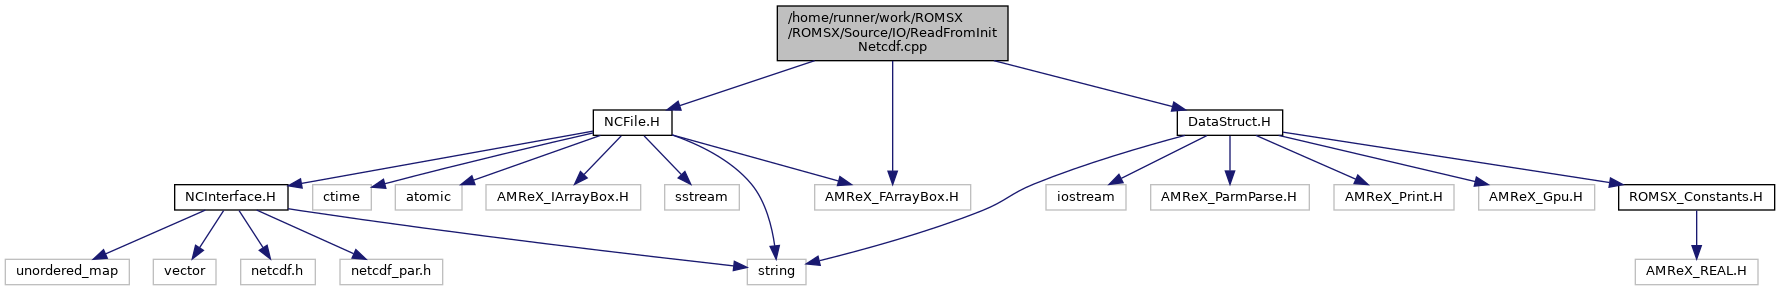 /home/runner/work/ROMSX
/ROMSX/Source/IO/ReadFromInit
Netcdf.cpp
NCFile.H
DataStruct.H
NCInterface.H
ctime
atomic
AMReX_IArrayBox.H
sstream
AMReX_FArrayBox.H
iostream
AMReX_ParmParse.H
AMReX_Print.H
AMReX_Gpu.H
ROMSX_Constants.H
unordered_map
vector
netcdf.h
netcdf_par.h
string
AMReX_REAL.H